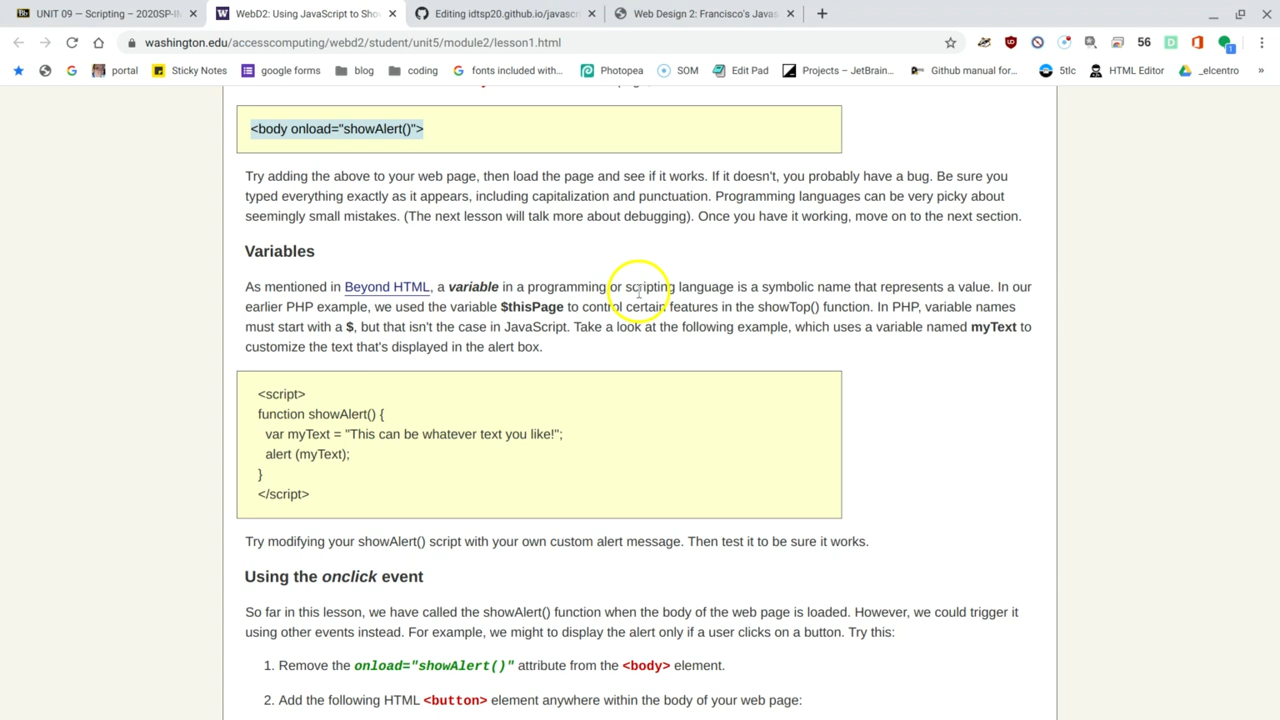 UNIT 09 — Scripting – 2020SP-I
WebD2: Using JavaScript to Sho
Editing idtsp20.github.io/javascr
Web Design 2: Francisco's Javas
washington.edu/accesscomputing/webd2/student/unit5/module2/lesson1.html
56
portal
Sticky Notes
google forms
blog
coding
fonts included with...
Photopea
SOM
Edit Pad
Projects – JetBrain...
Github manual for...
5tlc
HTML Editor
_elcentro
»
<body onload="showAlert()">
Try adding the above to your web page, then load the page and see if it works. If it doesn't, you probably have a bug. Be sure you
typed everything exactly as it appears, including capitalization and punctuation. Programming languages can be very picky about
seemingly small mistakes. (The next lesson will talk more about debugging). Once you have it working, move on to the next section.
Variables
As mentioned in Beyond HTML, a variable in a programming or scripting language is a symbolic name that represents a value. In our
earlier PHP example, we used the variable $thisPage to control certain features in the showTop() function. In PHP, variable names
must start with a $, but that isn't the case in JavaScript. Take a look at the following example, which uses a variable named myText to
customize the text that's displayed in the alert box.
<script>
function showAlert() {
var myText = "This can be whatever text you like!";
alert (myText);
}
</script>
Try modifying your showAlert() script with your own custom alert message. Then test it to be sure it works.
Using the onclick event
So far in this lesson, we have called the showAlert() function when the body of the web page is loaded. However, we could trigger it
using other events instead. For example, we might to display the alert only if a user clicks on a button. Try this:
1. Remove the onload="showAlert()" attribute from the <body> element.
2. Add the following HTML <button> element anywhere within the body of your web page: